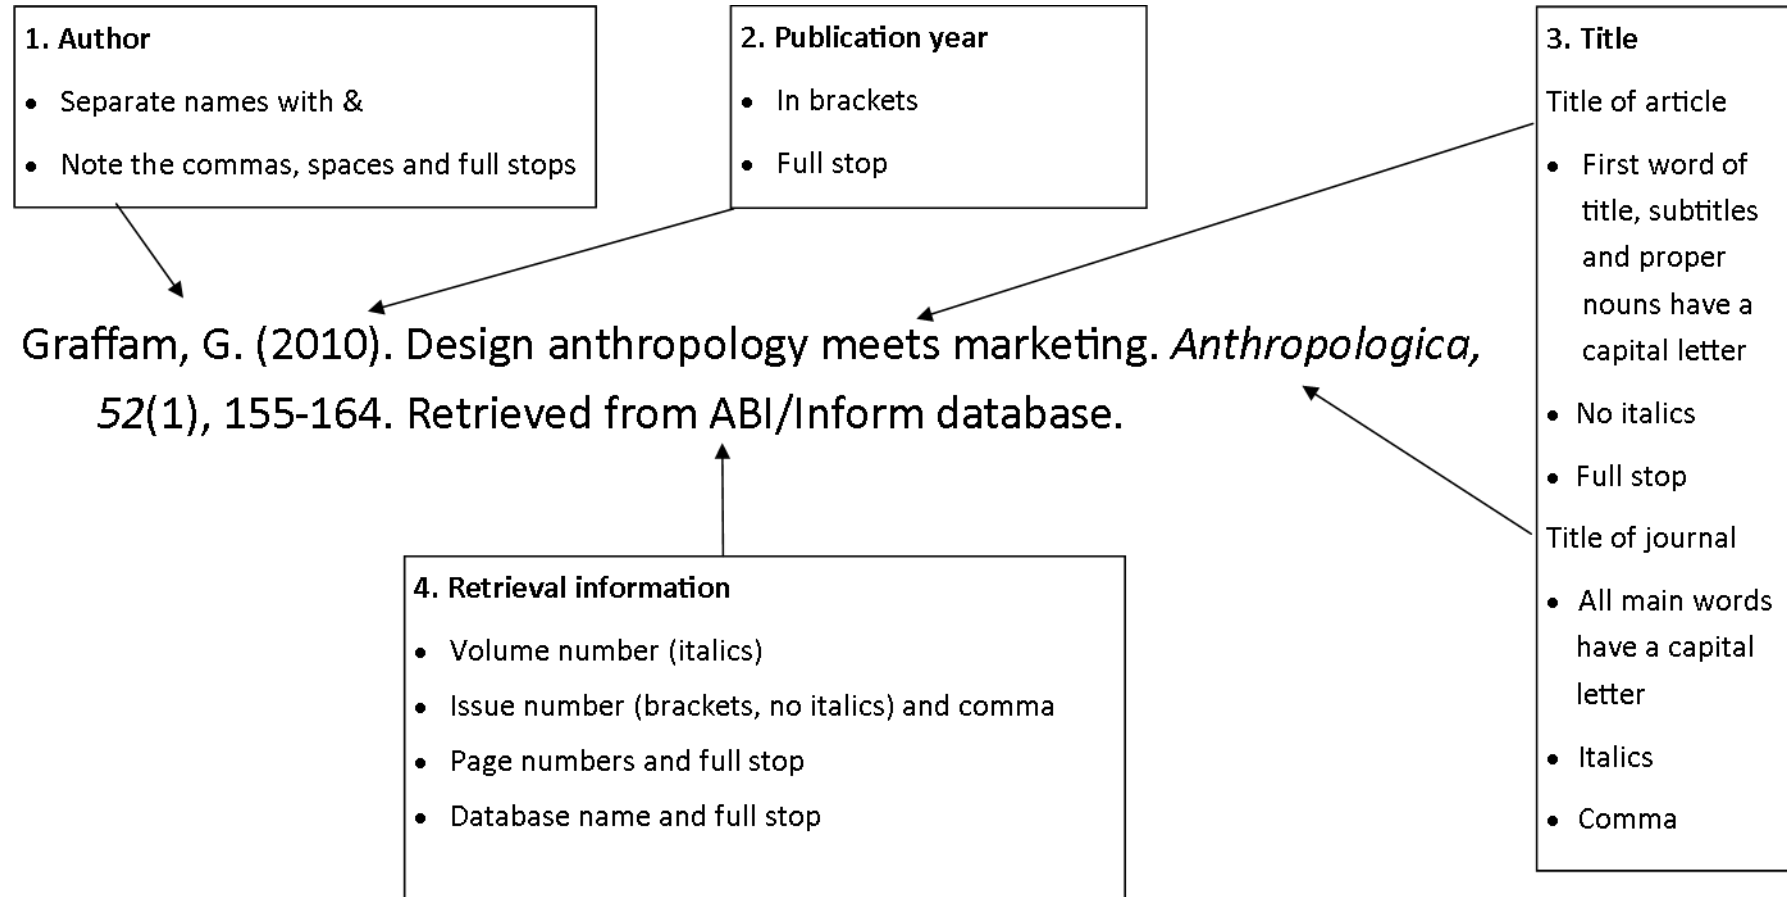 1. Author
• Separate names with &
• Note the commas, spaces and full stops
2. Publication year
• In brackets
• Full stop
3. Title
Title of article
• First word of
title, subtitles
and proper
nouns have a
capital letter
• No italics
• Full stop
Title of journal
• All main words
have a capital
letter
• Italics
• Comma
Graffam, G. (2010). Design anthropology meets marketing. Anthropologica,
52(1), 155-164. Retrieved from ABI/Inform database.
4. Retrieval information
• Volume number (italics)
• Issue number (brackets, no italics) and comma
• Page numbers and full stop
• Database name and full stop